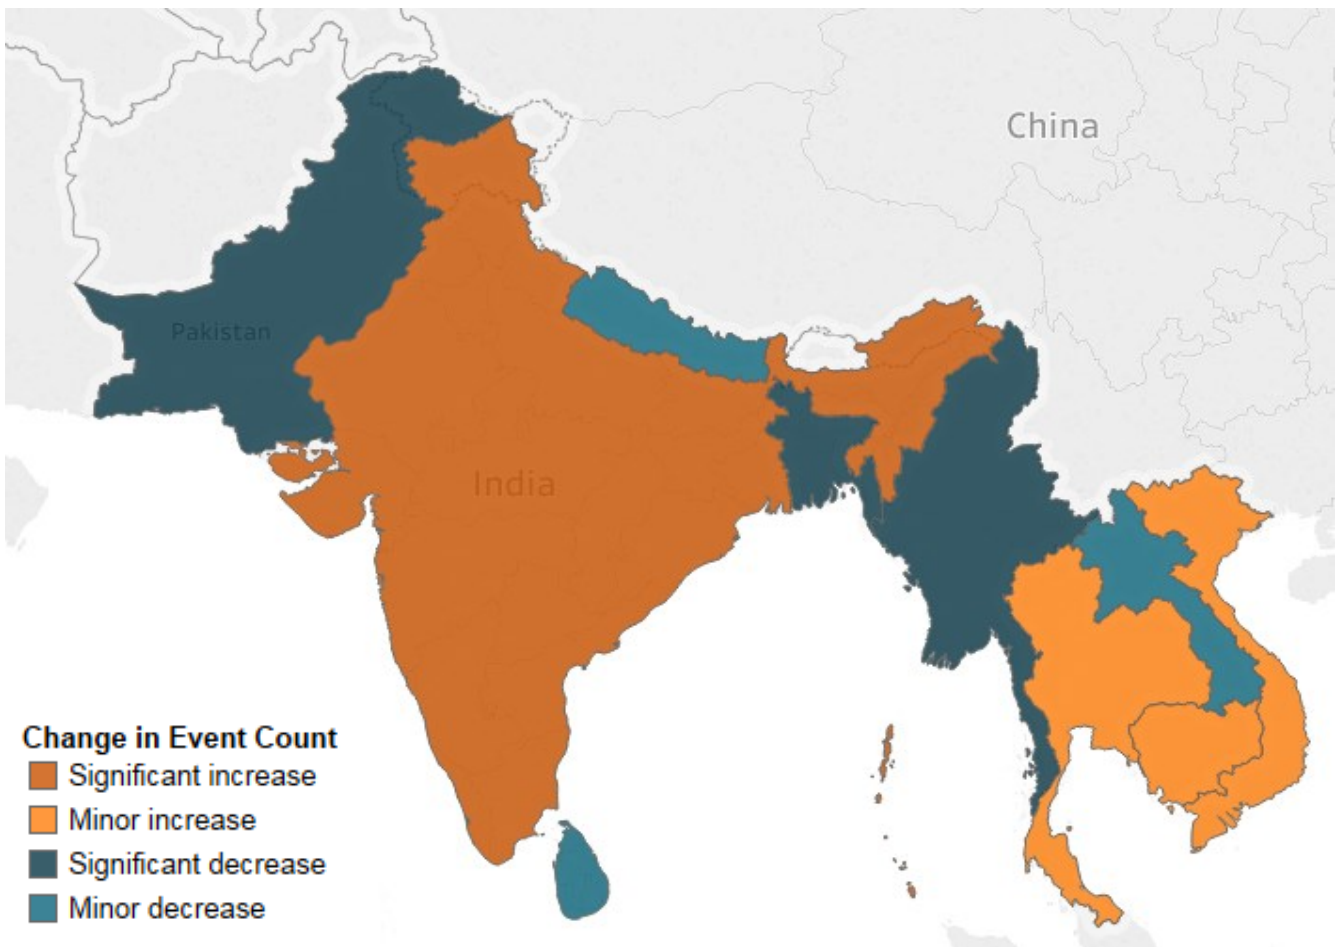 China
Pakistan
India
Change in Event Count
Significant increase
Minor increase
Significant decrease
Minor decrease